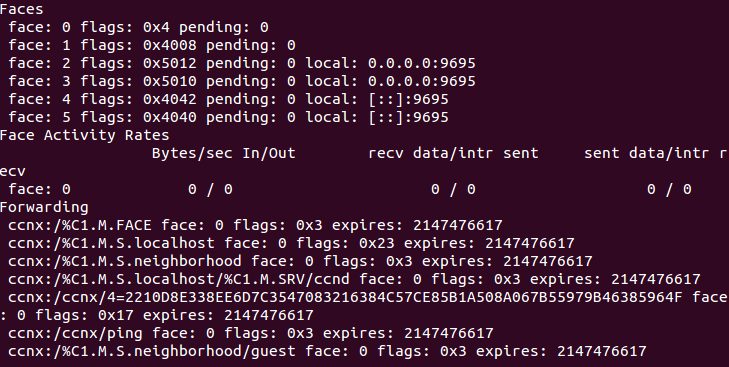 Faces
face: 0 flags: 0x4 pending: 0
face: 1 flags: 0x4008 pending: 0
face: 2 flags: 0x5012 pending: 0 local: 0.0.0.0:9695
face: 3 flags: 0x5010 pending: 0 local: 0.0.0.0:9695
face: 4 flags: 0x4042 pending: 0 local: [::]:9695
face: 5 flags: 0x4040 pending: 0 local: [::]:9695
Face Activity Rates
Bytes/sec In/Out recv data/intr sent sent data/intr r
ecv
face: 0 0 / 0 0 / 0 0 / 0
Forwarding
ccnx:/%C1.M.FACE face: 0 flags: 0x3 expires: 2147476617
ccnx:/%C1.M.S.localhost face: 0 flags: 0x23 expires: 2147476617
ccnx:/%C1.M.S.neighborhood face: 0 flags: 0x3 expires: 2147476617
ccnx:/%C1.M.S.localhost/%C1.M.SRV/ccnd face: 0 flags: 0x3 expires: 2147476617
ccnx:/ccnx/4=2210D8E338EE6D7C3547083216384C57CE85B1A508A067B55979B46385964F face
: 0 flags: 0x17 expires: 2147476617
ccnx:/ccnx/ping face: 0 flags: 0x3 expires: 2147476617
ccnx:/%C1.M.S.neighborhood/guest face: 0 flags: 0x3 expires: 2147476617